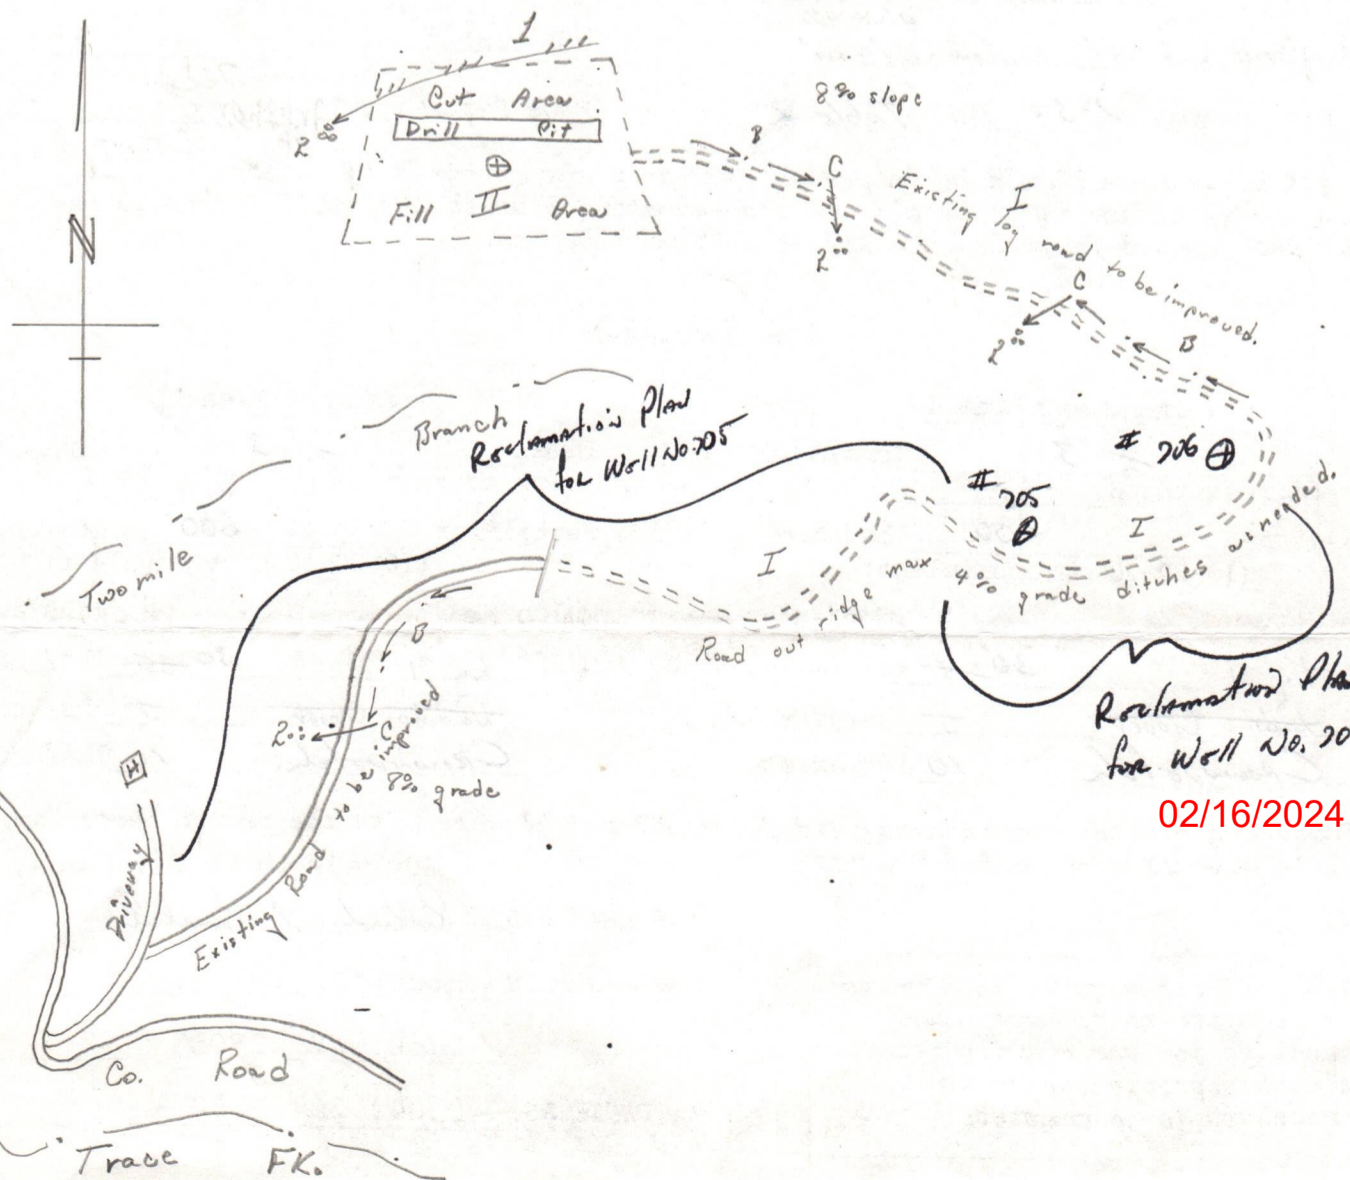 1
Cut Area
Drill Pit
2
II
Fill Area
N
8% slope
B
C
2
I
Existing log road to be improved.
C
2
B
Branch
Reclamation Plan
for Well No. 705
# 706
# 705
I
Two mile
I
Road out ridge
max 4% grade ditches as needed.
B
2
C
Existing Road to be improved
8% grade
H
Driveway
Reclamation Plan
for Well No. 70
02/16/2024
Co. Road
Trace FK.